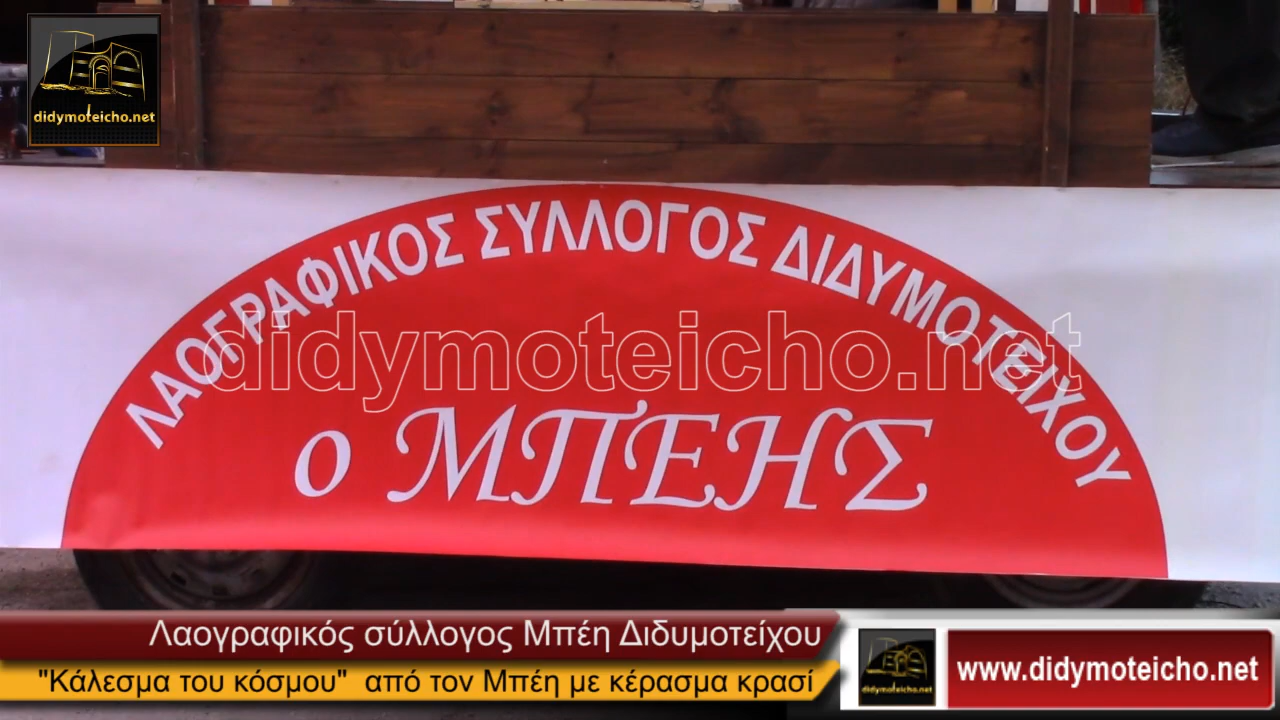 didymoteicho.net
ΛΑΟΓΡΑΦΙΚΟΣ ΣΥΛΛΟΓΟΣ ΔΙΔΥΜΟΤΕΙΧΟΥ
didymoteicho.net
ο ΜΠΕΗΣ
Λαογραφικός σύλλογος Μπέη Διδυμοτείχου
"Κάλεσμα του κόσμου" από τον Μπέη με κέρασμα κρασί
didymoteicho.net
www.didymoteicho.net